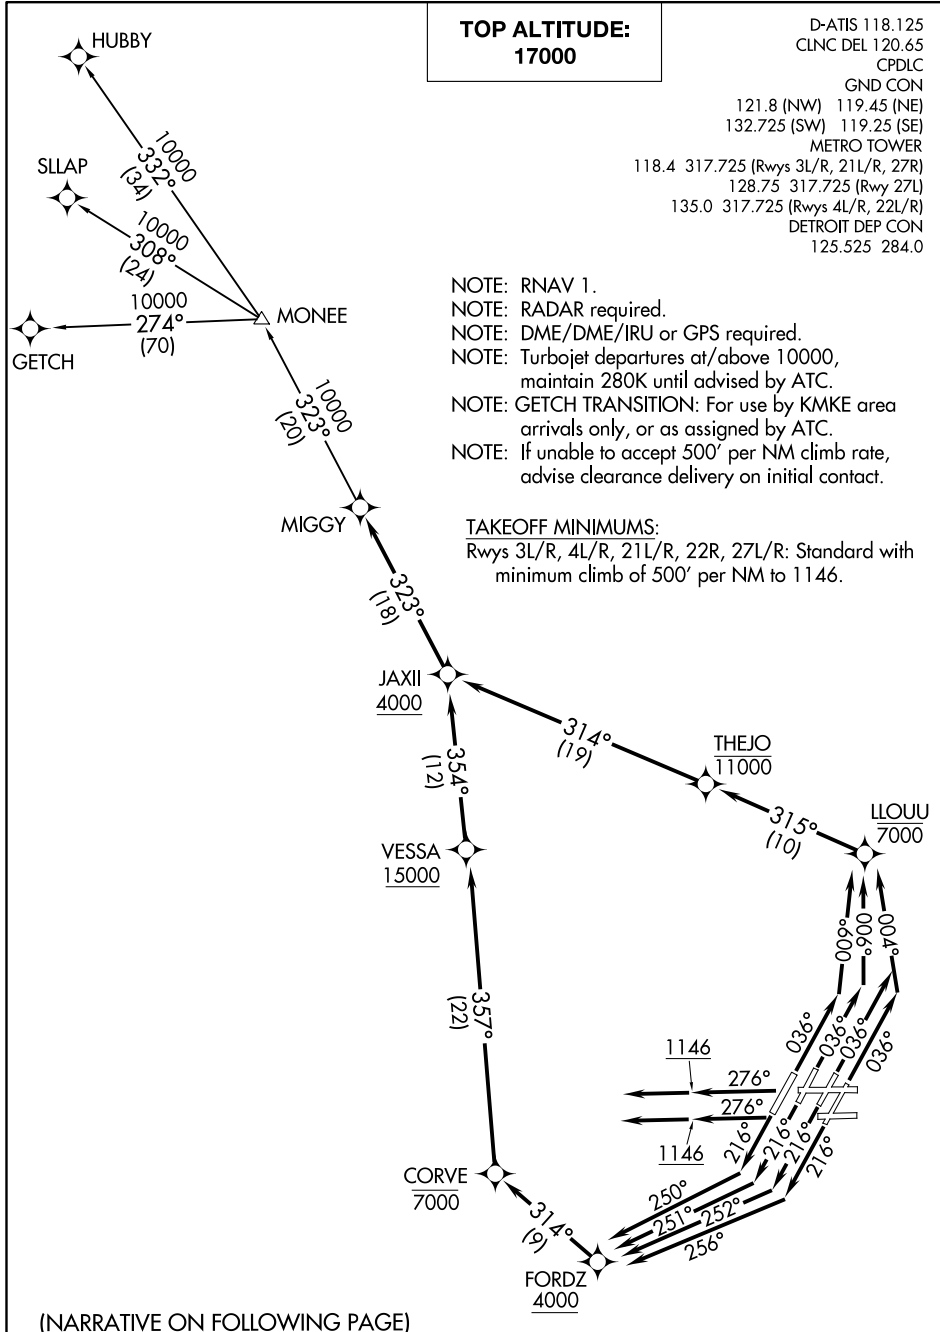 TOP ALTITUDE:
17000
D-ATIS 118.125
CLNC DEL 120.65
CPDLC
GND CON
121.8 (NW) 119.45 (NE)
132.725 (SW) 119.25 (SE)
METRO TOWER
118.4 317.725 (Rwys 3L/R, 21L/R, 27R)
128.75 317.725 (Rwy 27L)
135.0 317.725 (Rwys 4L/R, 22L/R)
DETROIT DEP CON
125.525 284.0
HUBBY
10000
332°
(34)
SLLAP
10000
308°
(24)
10000
274°
(70)
GETCH
MONEE
NOTE: RNAV 1.
NOTE: RADAR required.
NOTE: DME/DME/IRU or GPS required.
NOTE: Turbojet departures at/above 10000,
maintain 280K until advised by ATC.
NOTE: GETCH TRANSITION: For use by KMKE area
arrivals only, or as assigned by ATC.
NOTE: If unable to accept 500' per NM climb rate,
advise clearance delivery on initial contact.
10000
323°
(20)
MIGGY
TAKEOFF MINIMUMS:
Rwys 3L/R, 4L/R, 21L/R, 22R, 27L/R: Standard with
minimum climb of 500' per NM to 1146.
323°
(18)
JAXII
4000
314°
(19)
THEJO
11000
354°
(12)
315°
(10)
LLOUU
7000
VESSA
15000
009°
006°
004°
357°
(22)
036°
036°
036°
036°
1146
276°
276°
1146
216°
216°
216°
216°
CORVE
7000
250°
251°
252°
256°
314°
(9)
FORDZ
4000
(NARRATIVE ON FOLLOWING PAGE)